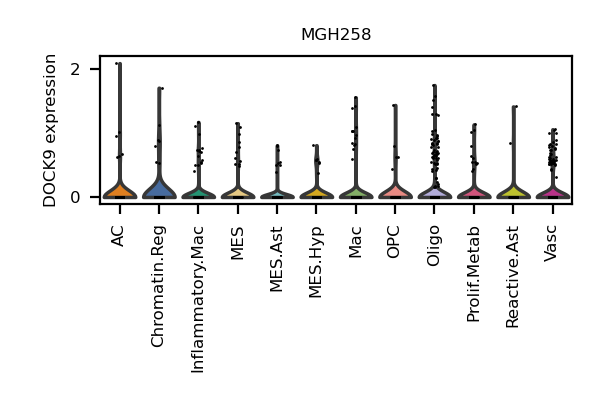 MGH258
DOCK9 expression
2
0
AC
Chromatin.Reg
Inflammatory.Mac
MES
MES.Ast
MES.Hyp
Mac
OPC
Oligo
Prolif.Metab
Reactive.Ast
Vasc